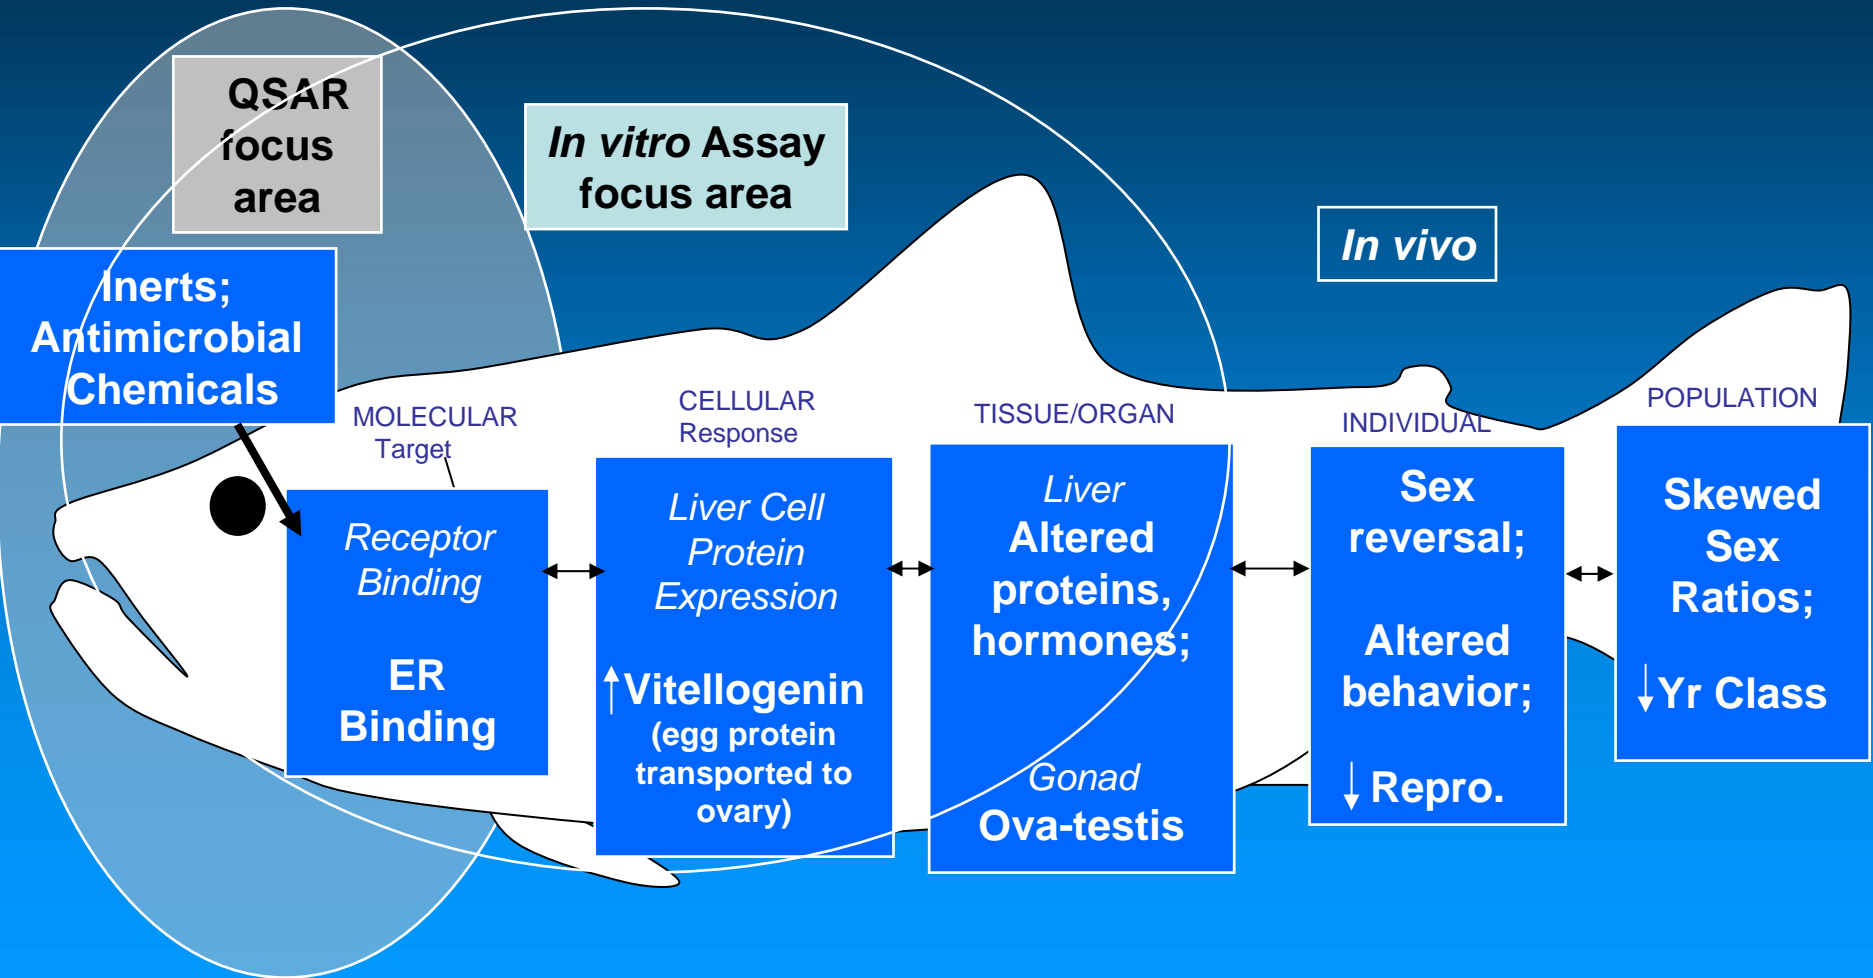 QSAR
focus
area
In vitro Assay
focus area
In vivo
Inerts;
Antimicrobial
Chemicals
MOLECULAR
Target
Receptor
Binding
ER
Binding
CELLULAR
Response
Liver Cell
Protein
Expression
↑Vitellogenin
(egg protein
transported to
ovary)
TISSUE/ORGAN
Liver
Altered
proteins,
hormones;
Gonad
Ova-testis
INDIVIDUAL
Sex
reversal;
Altered
behavior;
↓ Repro.
POPULATION
Skewed
Sex
Ratios;
↓Yr Class